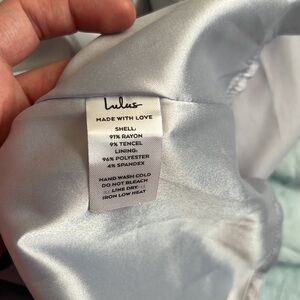 Lulus
MADE WITH LOVE
SHELL:
91% RAYON
9% TENCEL
LINING:
96% POLYESTER
4% SPANDEX
HAND WASH COLD
DO NOT BLEACH
LINE DRY
IRON LOW HEAT